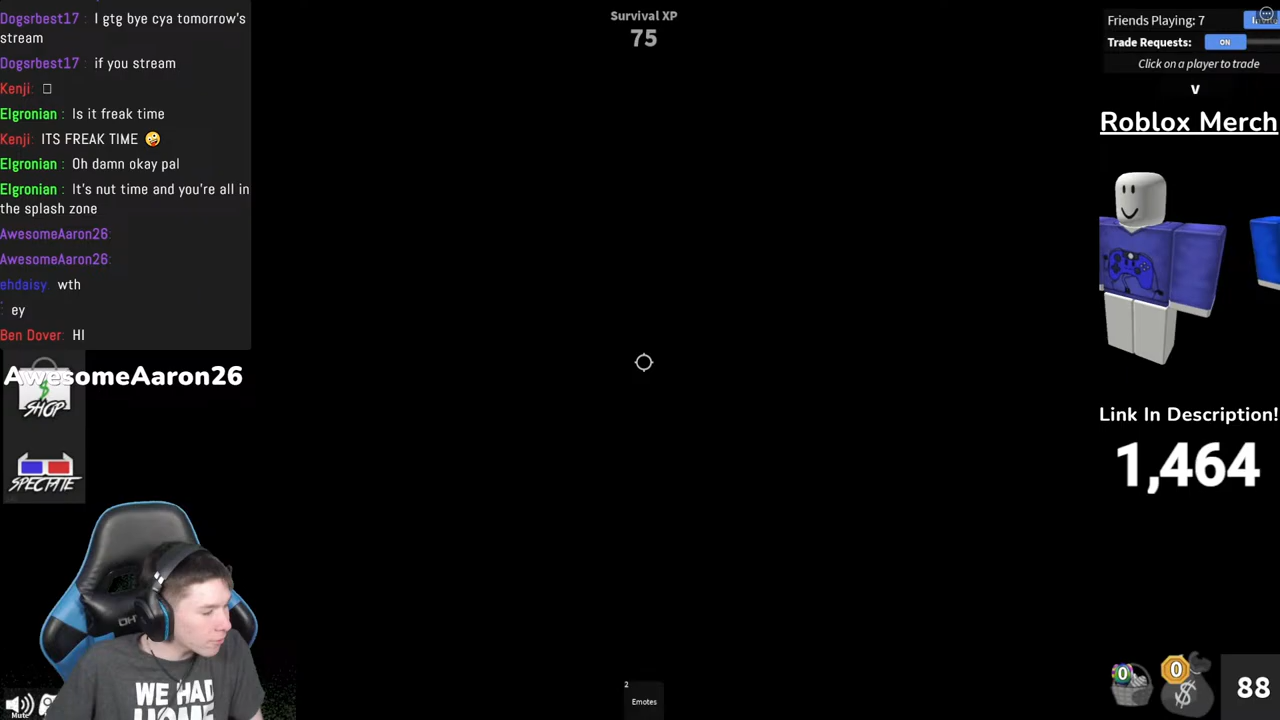 Dogsrbest17 : I gtg bye cya tomorrow's
stream
Dogsrbest17 : if you stream
Kenji:
Elgronian : Is it freak time
Kenji: ITS FREAK TIME 🤪
Elgronian : Oh damn okay pal
Elgronian : It's nut time and you're all in
the splash zone
AwesomeAaron26:
AwesomeAaron26:
ehdaisy: wth
: ey
Ben Dover: HI
AwesomeAaron26
SHOP
SPECTATE
Mute
WE HAD
HOME
Survival XP
75
2
Emotes
Friends Playing: 7
Trade Requests:
ON
Click on a player to trade
v
Roblox Merch
Link In Description!
1,464
0
0
88